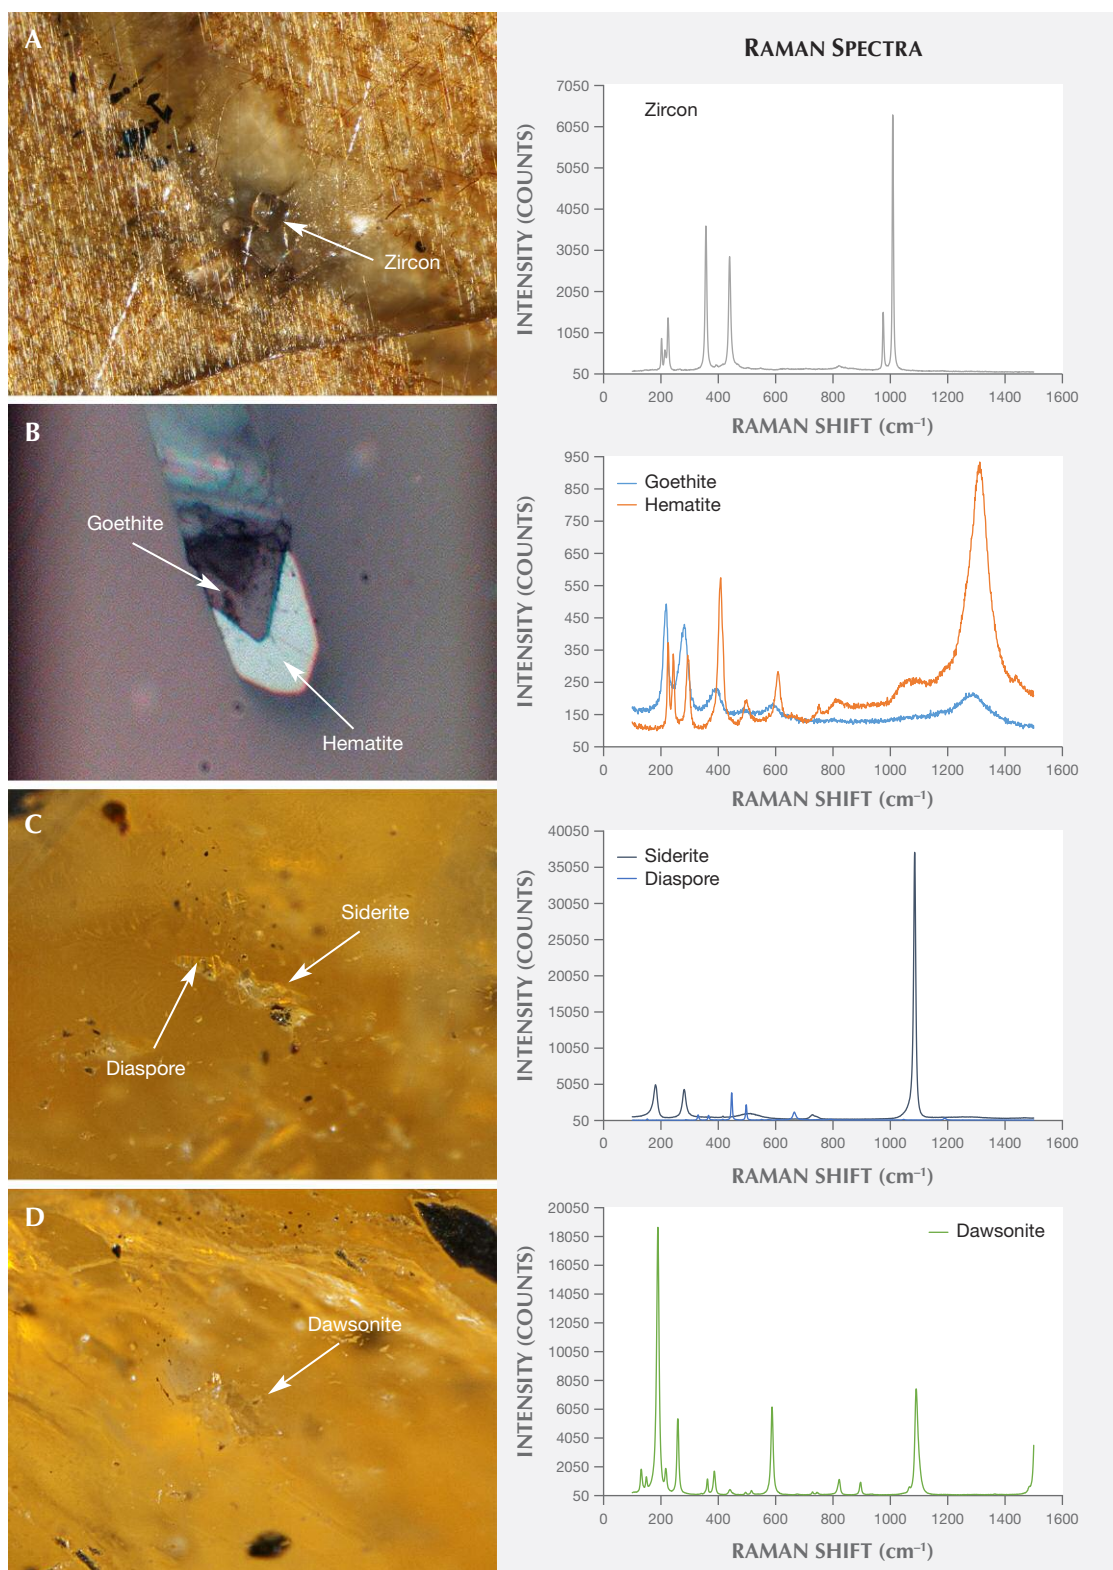 A
Zircon
RAMAN SPECTRA
Zircon
INTENSITY (COUNTS)
7050
6050
5050
4050
3050
2050
1050
50
0 200 400 600 800 1000 1200 1400 1600
RAMAN SHIFT (cm⁻¹)
B
Goethite
Hematite
Goethite
Hematite
INTENSITY (COUNTS)
950
850
750
650
550
450
350
250
150
50
0 200 400 600 800 1000 1200 1400 1600
RAMAN SHIFT (cm⁻¹)
C
Siderite
Diaspore
Siderite
Diaspore
INTENSITY (COUNTS)
40050
35050
30050
25050
20050
15050
10050
5050
50
0 200 400 600 800 1000 1200 1400 1600
RAMAN SHIFT (cm⁻¹)
D
Dawsonite
Dawsonite
INTENSITY (COUNTS)
20050
18050
16050
14050
12050
10050
8050
6050
4050
2050
50
0 200 400 600 800 1000 1200 1400 1600
RAMAN SHIFT (cm⁻¹)